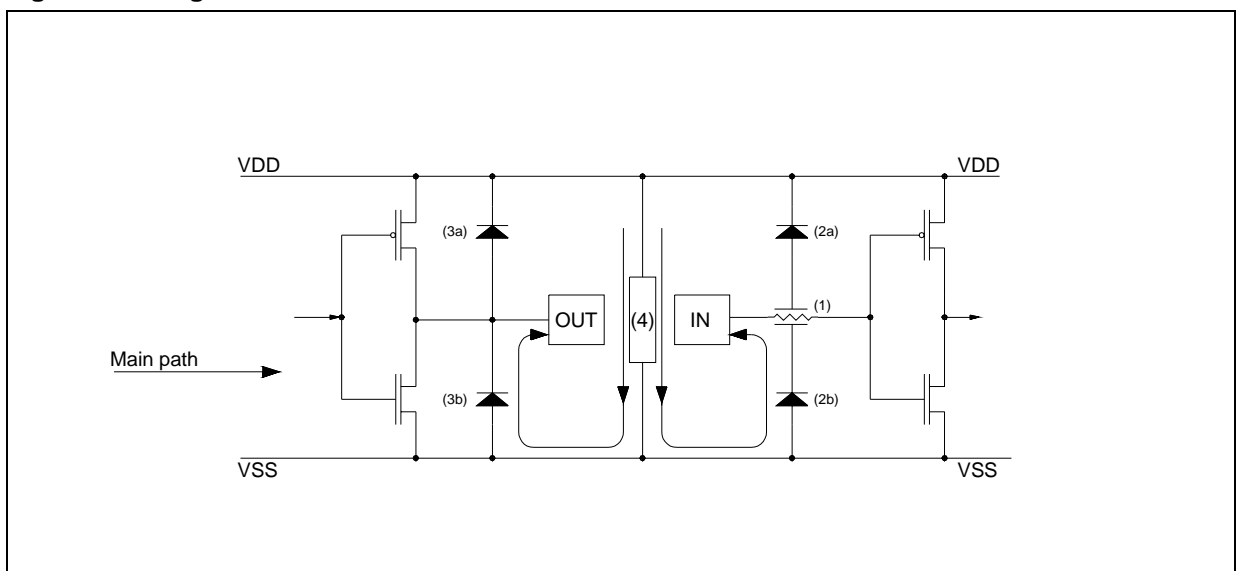 VDD
VDD
(3a)
(2a)
(1)
OUT
(4)
IN
Main path
(3b)
(2b)
VSS
VSS